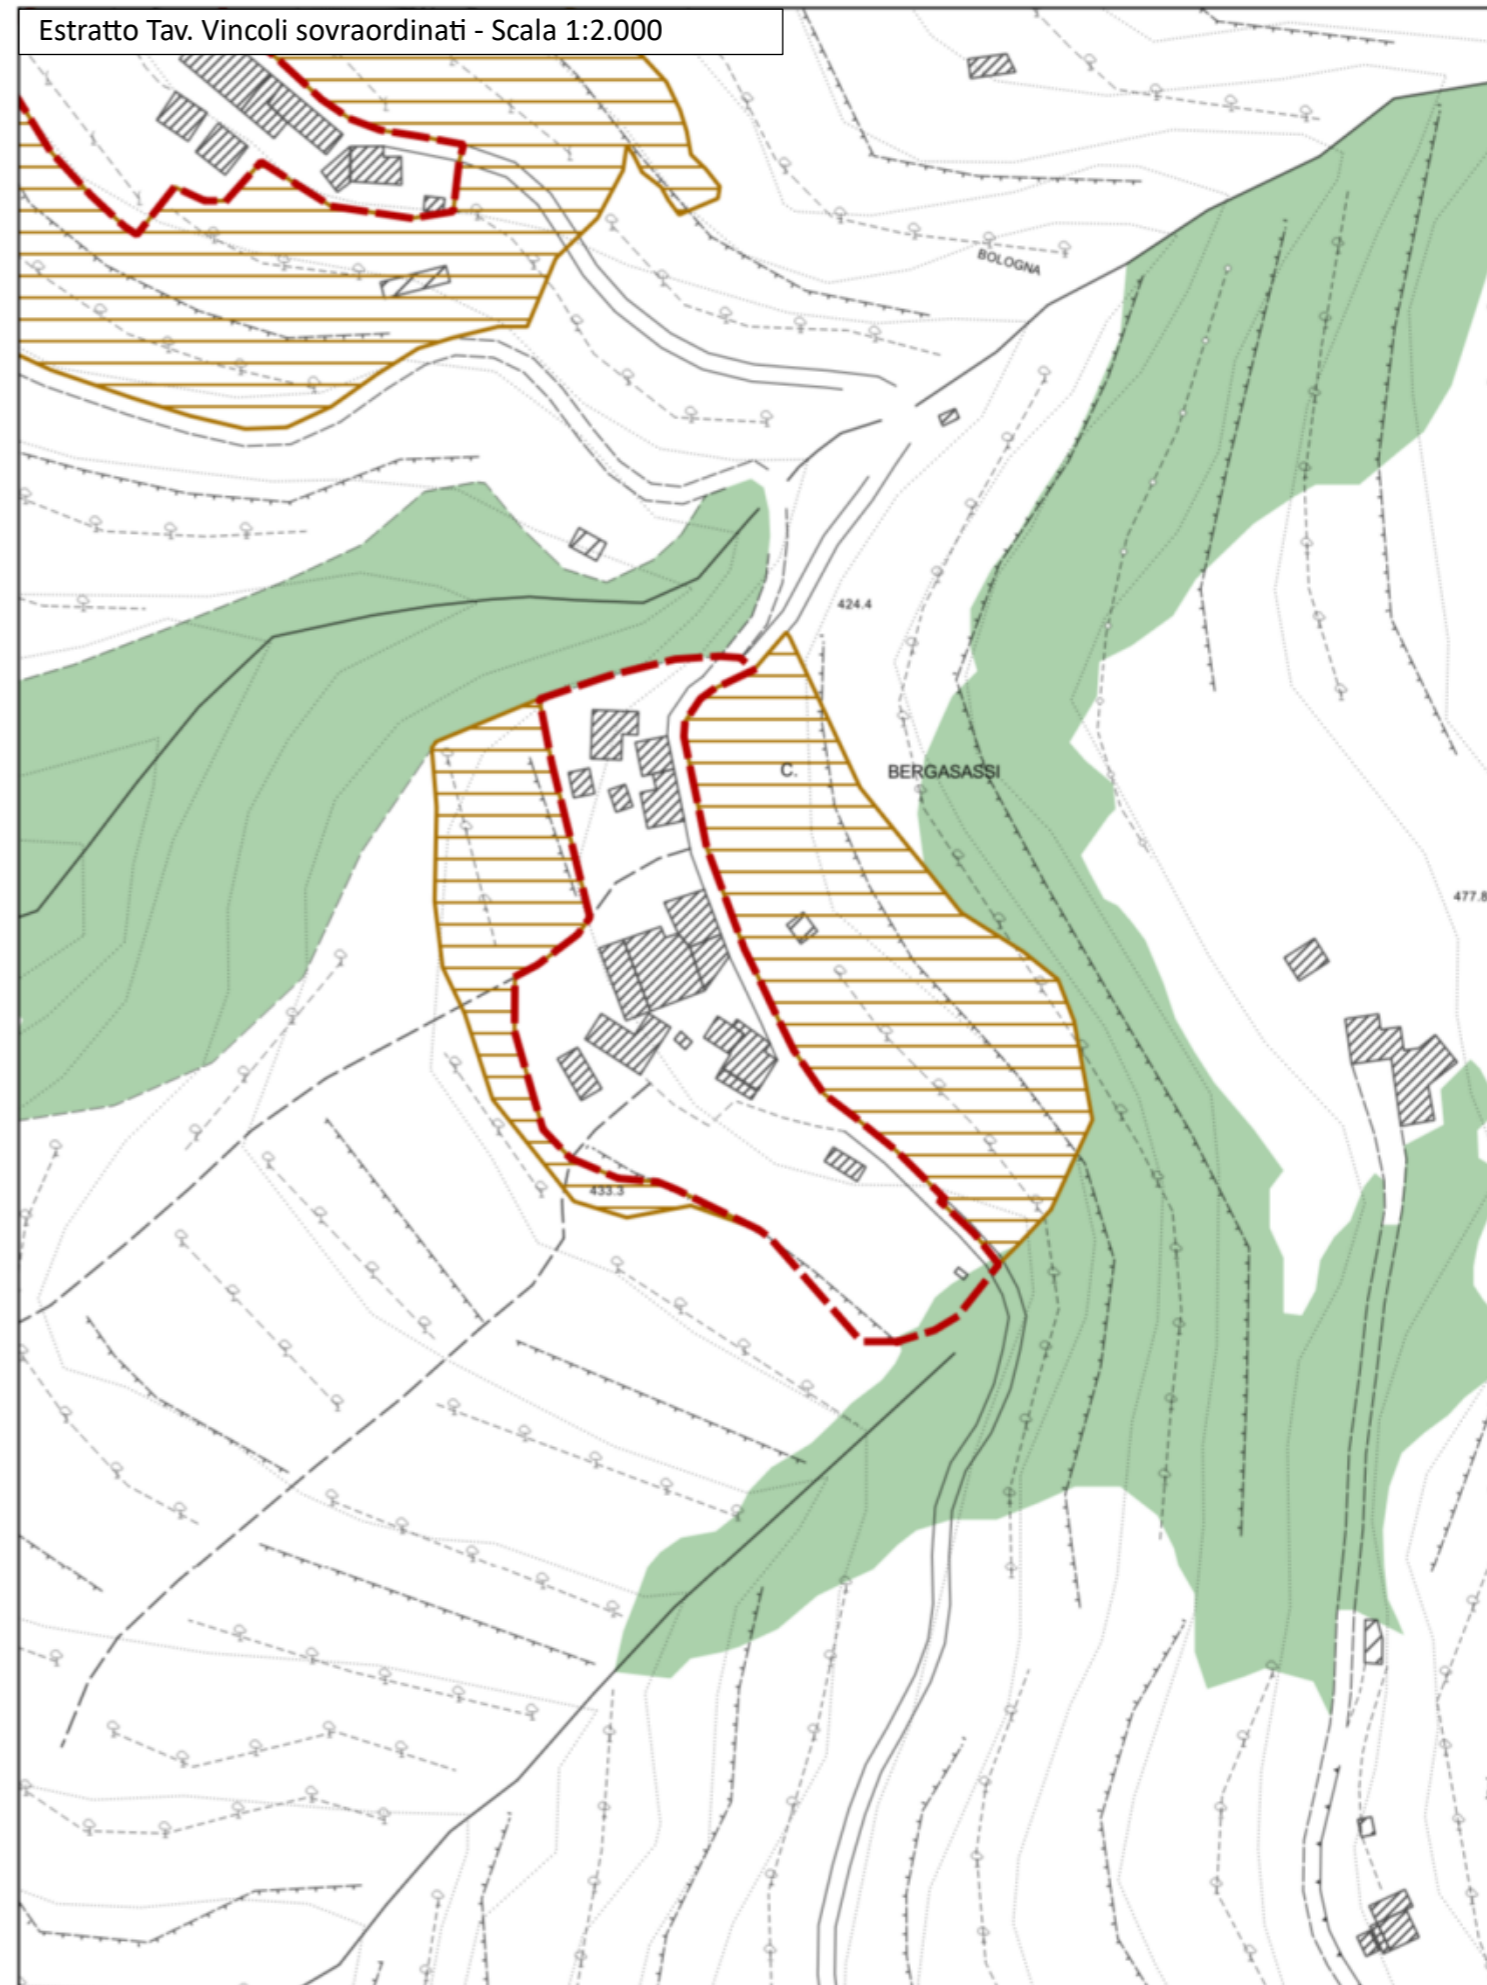 Estratto Tav. Vincoli sovraordinati - Scala 1:2.000
BOLOGNA
424.4
C. BERGASASSI
477.8
433.3